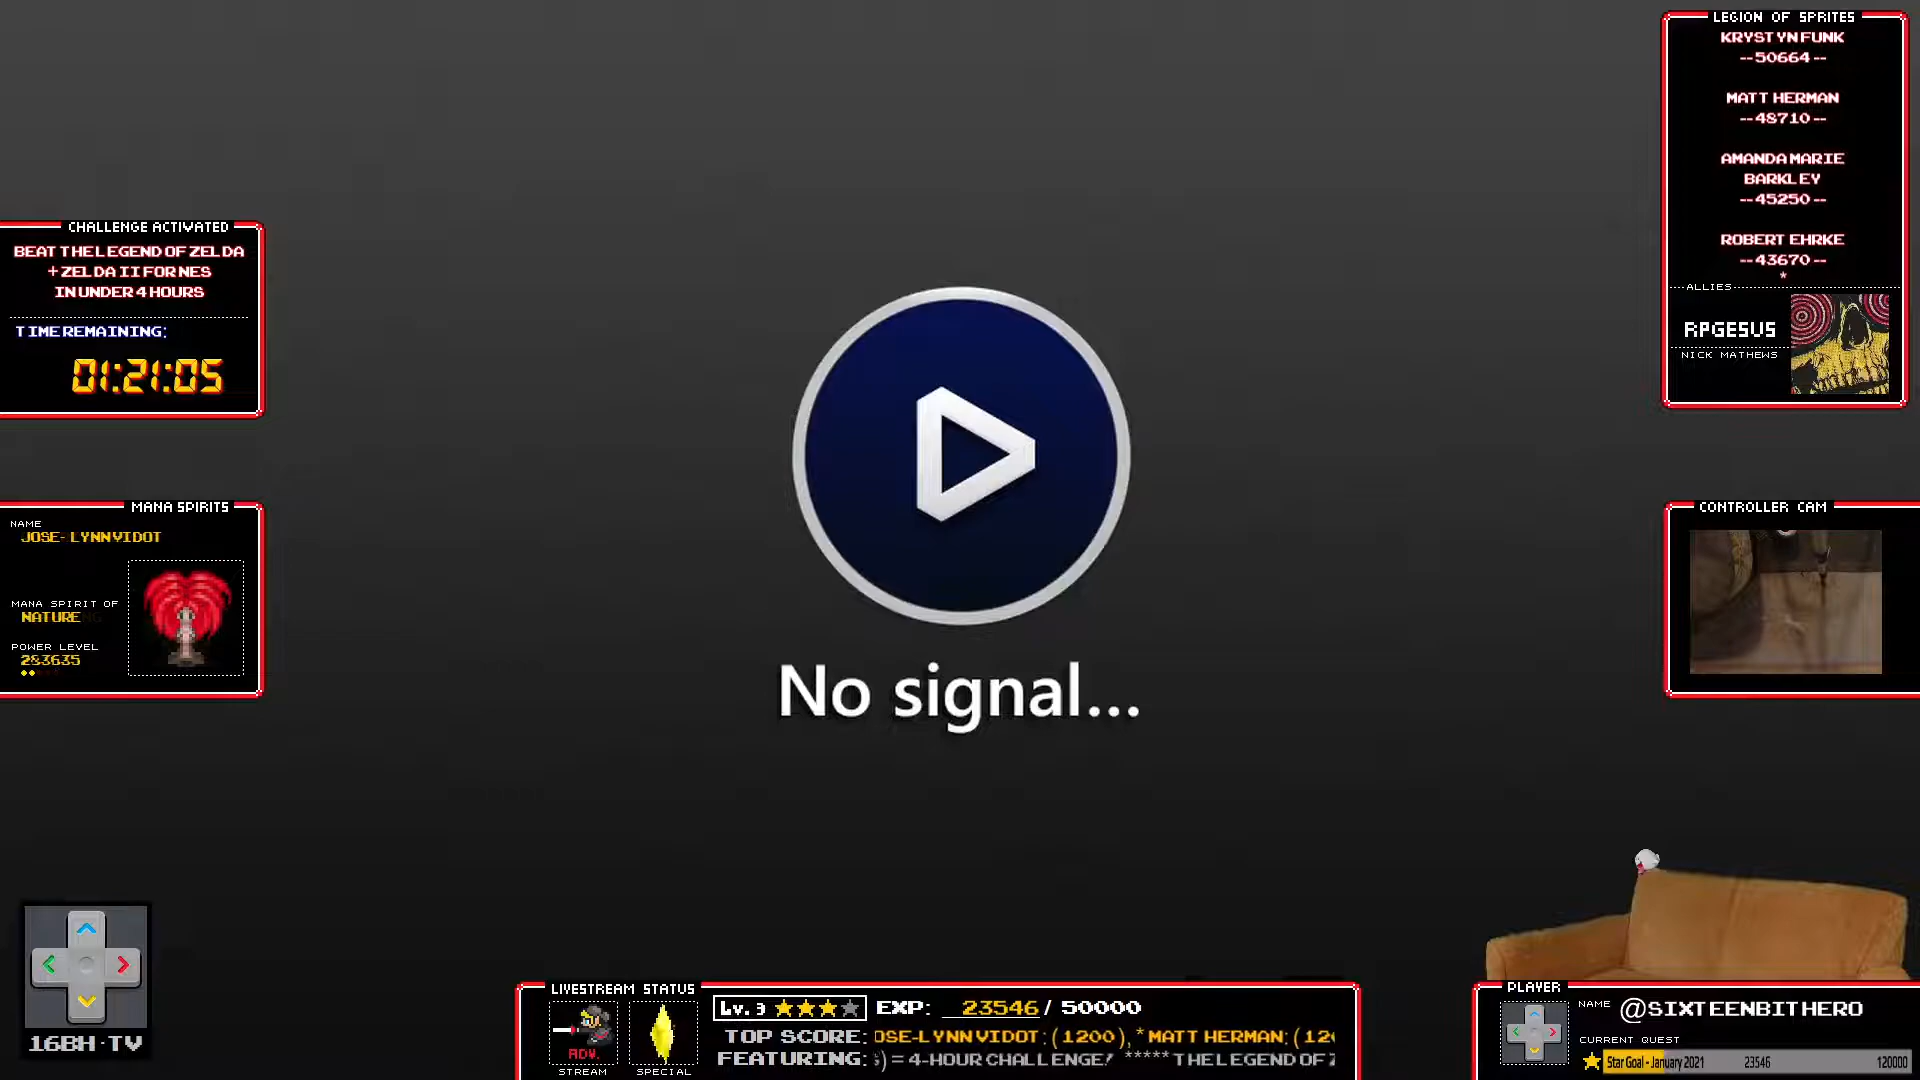 LEGION OF SPRITES
KRYSTYN FUNK
--50664--
MATT HERMAN
--48710--
AMANDA MARIE
BARKLEY
--45250--
ROBERT EHRKE
--43670--
*
ALLIES
RPGESUS
NICK MATHEWS
CHALLENGE ACTIVATED
BEAT THE LEGEND OF ZELDA
+ ZELDA II FOR NES
IN UNDER 4 HOURS
TIME REMAINING:
01:21:05
MANA SPIRITS
NAME
JOSE-LYNN VIDOT
MANA SPIRIT OF
NATURE
POWER LEVEL
283635
CONTROLLER CAM
No signal...
16BH-TV
LIVESTREAM STATUS
Lv. 3 EXP: 23546 / 50000
TOP SCORE: OSE-LYNN VIDOT: (1200), * MATT HERMAN: (12
FEATURING: ) = 4-HOUR CHALLENGE! ***** THE LEGEND OF
ADV.
STREAM SPECIAL
PLAYER
NAME @SIXTEENBITHERO
CURRENT QUEST
Star Goal - January 2021 23546 120000